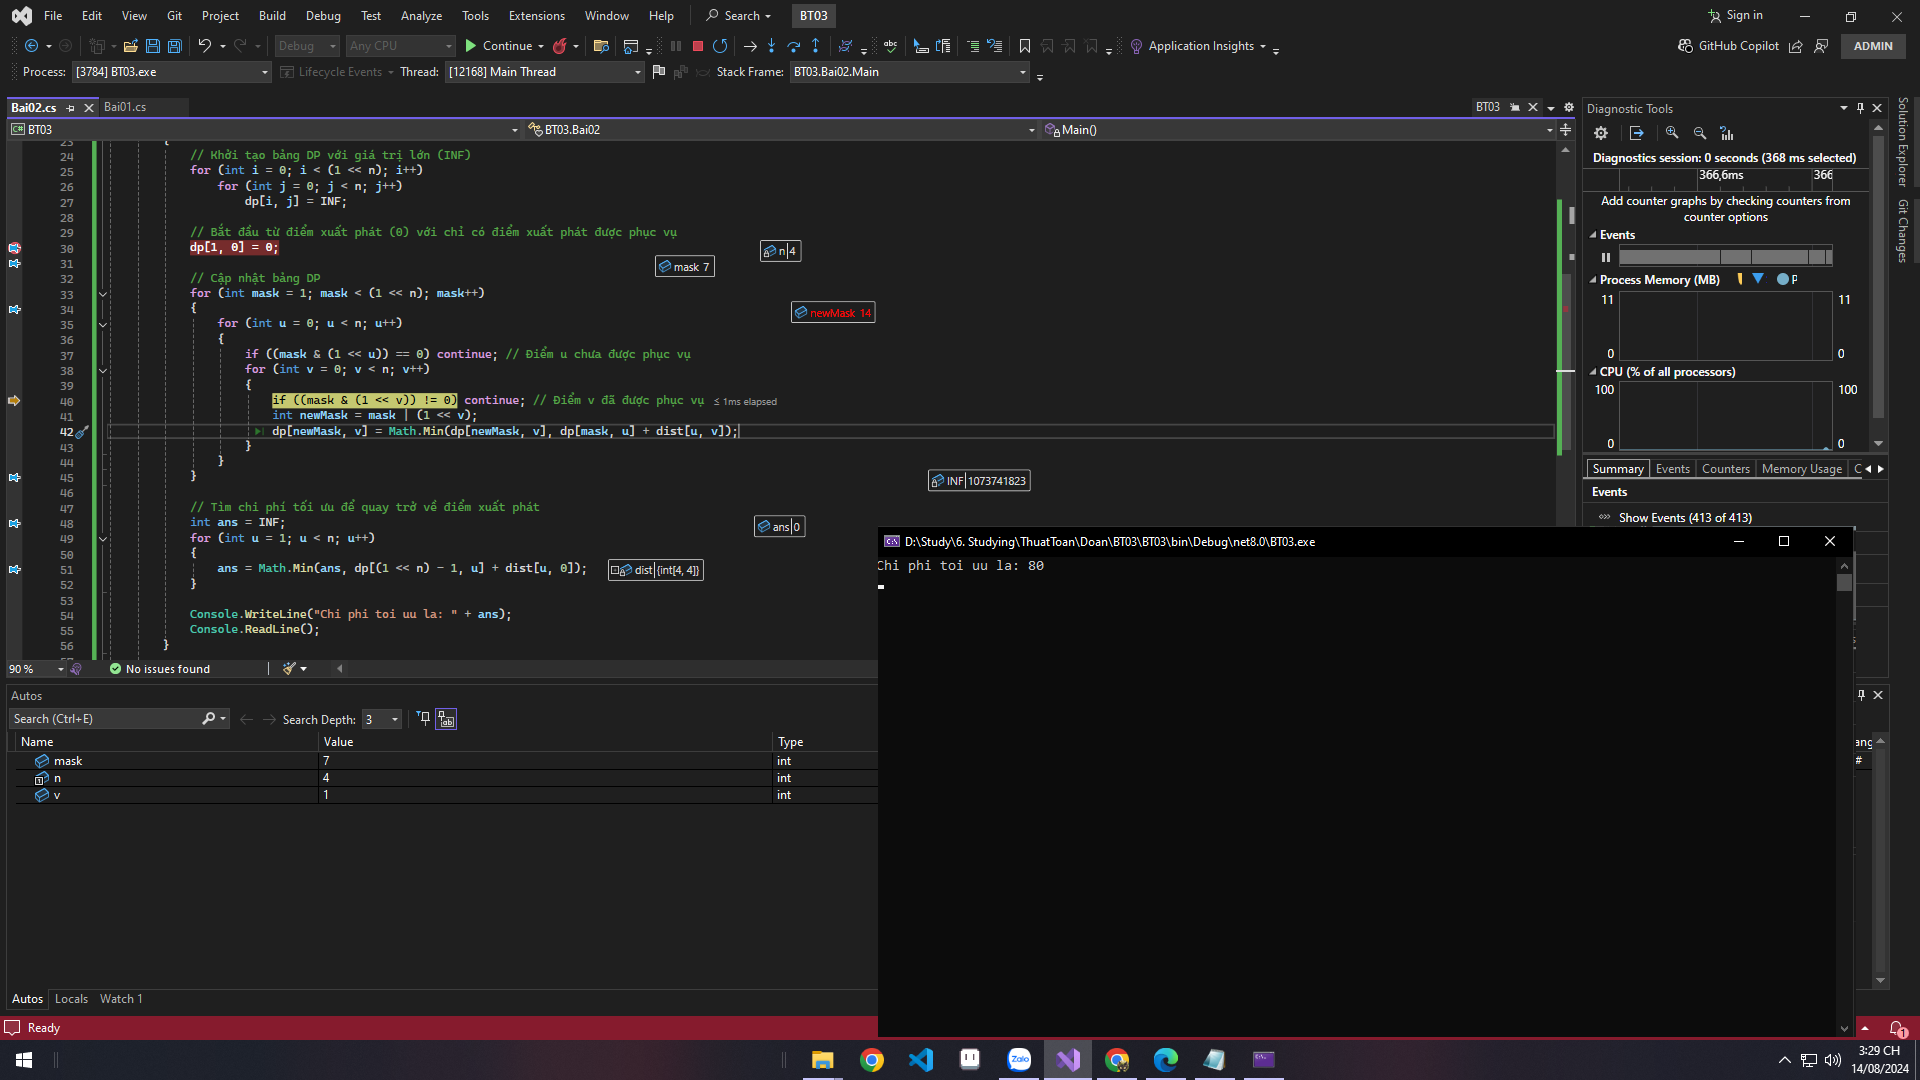 File Edit View Git Project Build Debug Test Analyze Tools Extensions Window Help Search BT03 Sign in
Debug Any CPU Continue Application Insights GitHub Copilot ADMIN
Process: [3784] BT03.exe Lifecycle Events Thread: [12168] Main Thread Stack Frame: BT03.Bai02.Main
Bai02.cs Bai01.cs BT03
BT03 BT03.Bai02 Main()
23 {
24 // Khởi tạo bảng DP với giá trị lớn (INF)
25 for (int i = 0; i < (1 << n); i++)
26 for (int j = 0; j < n; j++)
27 dp[i, j] = INF;
28
29 // Bắt đầu từ điểm xuất phát (0) với chỉ có điểm xuất phát được phục vụ
30 dp[1, 0] = 0; n 4
31 mask 7
32 // Cập nhật bảng DP
33 for (int mask = 1; mask < (1 << n); mask++)
34 { newMask 14
35 for (int u = 0; u < n; u++)
36 {
37 if ((mask & (1 << u)) == 0) continue; // Điểm u chưa được phục vụ
38 for (int v = 0; v < n; v++)
39 {
40 if ((mask & (1 << v)) != 0) continue; // Điểm v đã được phục vụ ≤ 1ms elapsed
41 int newMask = mask | (1 << v);
42 dp[newMask, v] = Math.Min(dp[newMask, v], dp[mask, u] + dist[u, v]);
43 }
44 }
45 } INF 1073741823
46
47 // Tìm chi phí tối ưu để quay trở về điểm xuất phát
48 int ans = INF; ans 0
49 for (int u = 1; u < n; u++)
50 {
51 ans = Math.Min(ans, dp[(1 << n) - 1, u] + dist[u, 0]); dist {int[4, 4]}
52 }
53
54 Console.WriteLine("Chi phi toi uu la: " + ans);
55 Console.ReadLine();
56 }
90 % No issues found
Autos
Search (Ctrl+E) Search Depth: 3
Name Value Type
mask 7 int
n 4 int
v 1 int
Autos Locals Watch 1
Ready
Diagnostic Tools
Diagnostics session: 0 seconds (368 ms selected)
366,6ms 366
Add counter graphs by checking counters from
counter options
Events
Process Memory (MB) P
11 11
0 0
CPU (% of all processors)
100 100
0 0
Summary Events Counters Memory Usage C
Events
Show Events (413 of 413)
Solution Explorer
Git Changes
D:\Study\6. Studying\ThuatToan\Doan\BT03\BT03\bin\Debug\net8.0\BT03.exe
Chi phi toi uu la: 80
ang
#
1
Zalo
3:29 CH
14/08/2024